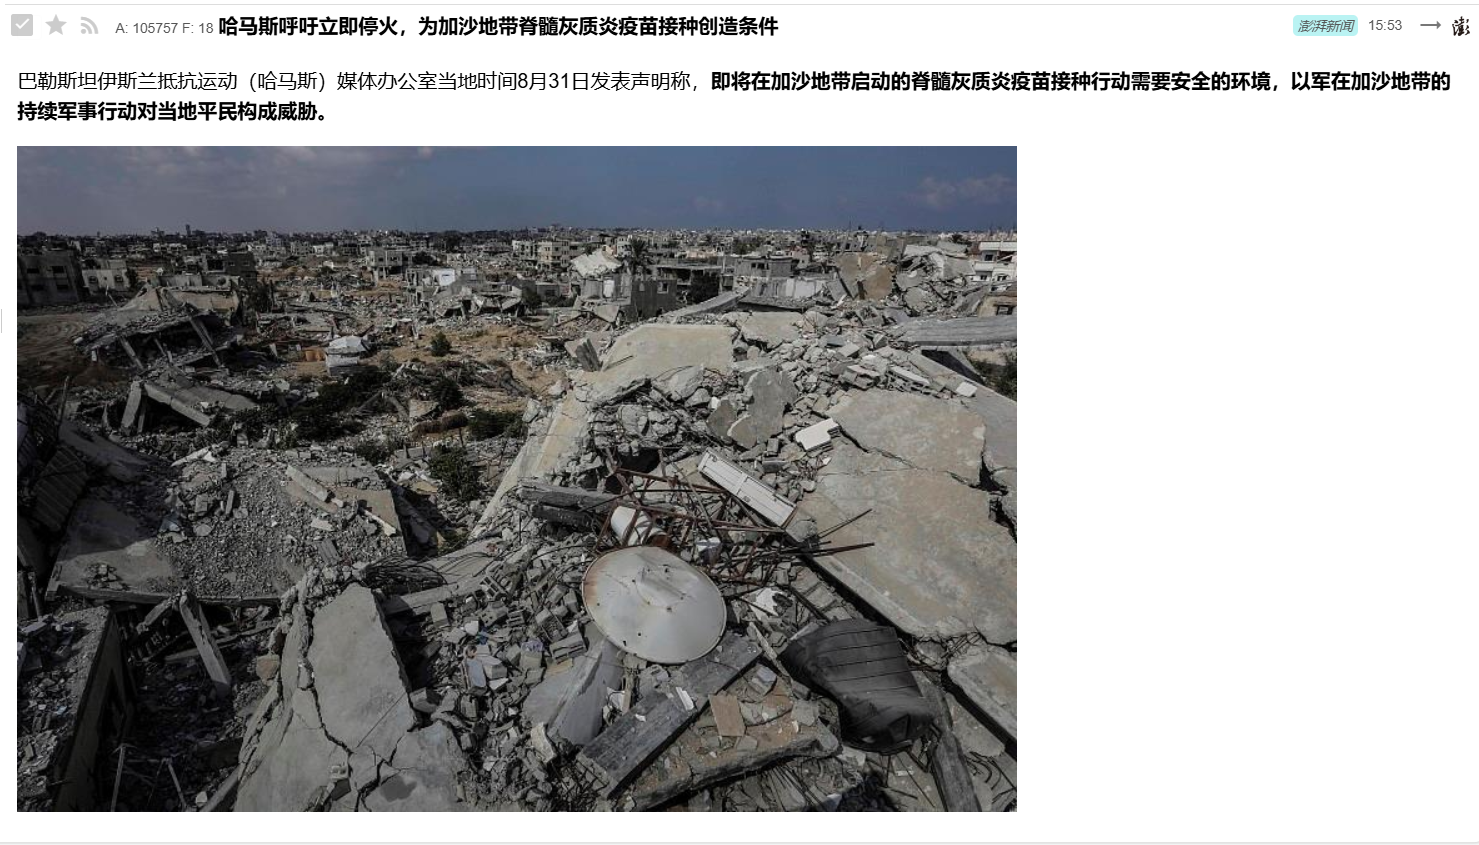 A: 105757 F: 18 哈马斯呼吁立即停火，为加沙地带脊髓灰质炎疫苗接种创造条件 澎湃新闻 15:53 → 澎
巴勒斯坦伊斯兰抵抗运动（哈马斯）媒体办公室当地时间8月31日发表声明称，即将在加沙地带启动的脊髓灰质炎疫苗接种行动需要安全的环境，以军在加沙地带的
持续军事行动对当地平民构成威胁。